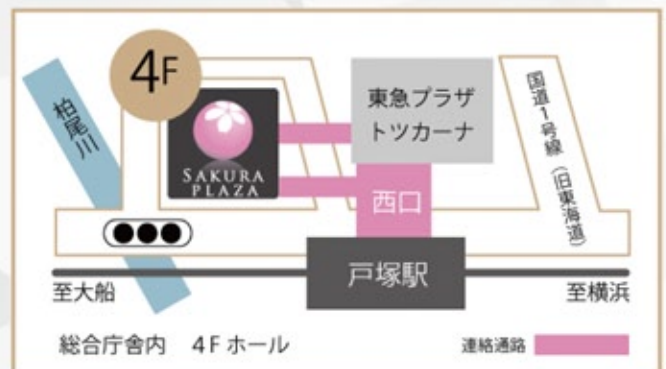 4F
柏尾川
SAKURA
PLAZA
東急プラザ
トツカーナ
国道1号線(旧東海道)
西口
戸塚駅
至大船
至横浜
総合庁舎内 4Fホール
連絡通路